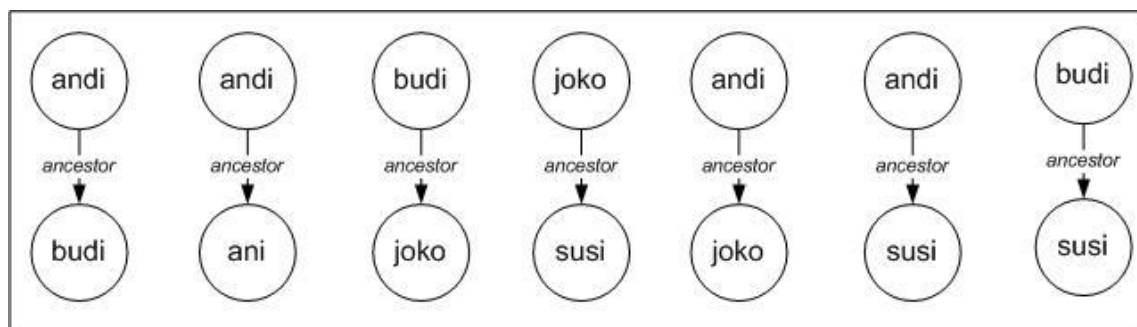 andi andi budi joko andi andi budi
ancestor ancestor ancestor ancestor ancestor ancestor ancestor
budi ani joko susi joko susi susi